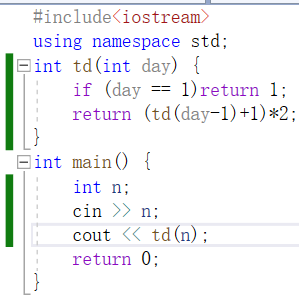 #include<iostream>
using namespace std;
int td(int day) {
    if (day == 1)return 1;
    return (td(day-1)+1)*2;
}
int main() {
    int n;
    cin >> n;
    cout << td(n);
    return 0;
}